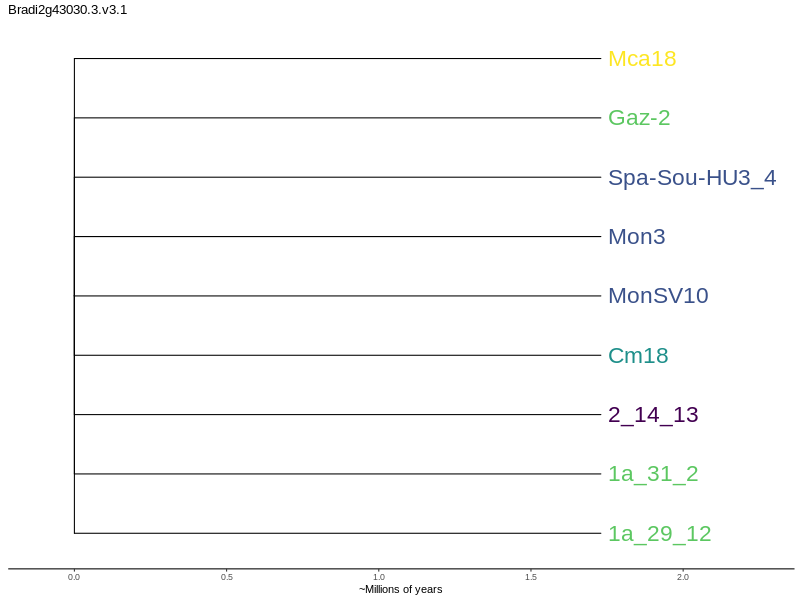 Bradi2g43030.3.v3.1
Mca18
Gaz-2
Spa-Sou-HU3_4
Mon3
MonSV10
Cm18
2_14_13
1a_31_2
1a_29_12
0.0 0.5 1.0 1.5 2.0
~Millions of years